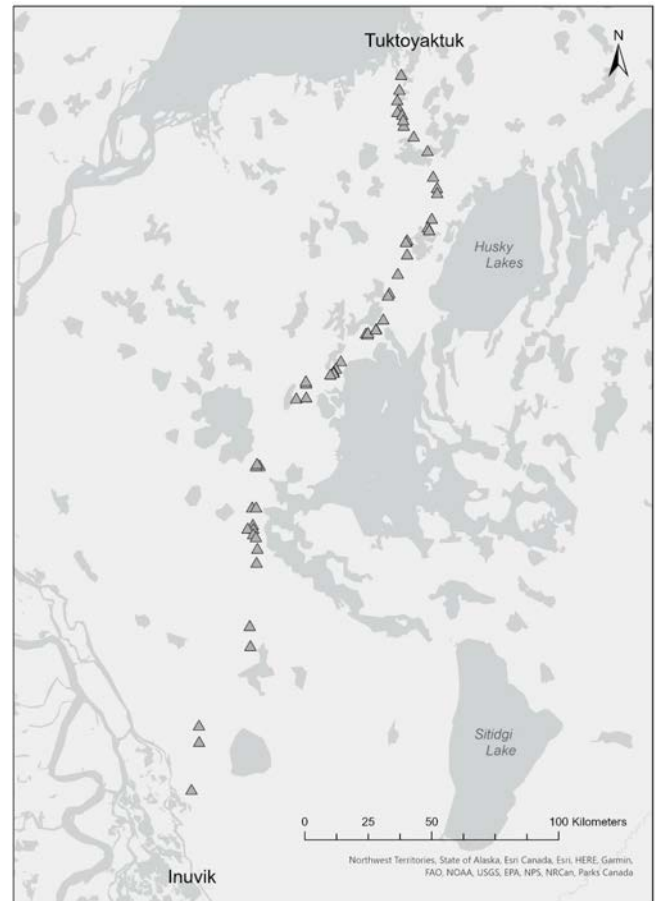 Tuktoyaktuk
N
Husky
Lakes
Sitidgi
Lake
0 25 50 100 Kilometers
Northwest Territories, State of Alaska, Esri Canada, Esri, HERE, Garmin,
FAO, NOAA, USGS, EPA, NPS, NRCan, Parks Canada
Inuvik